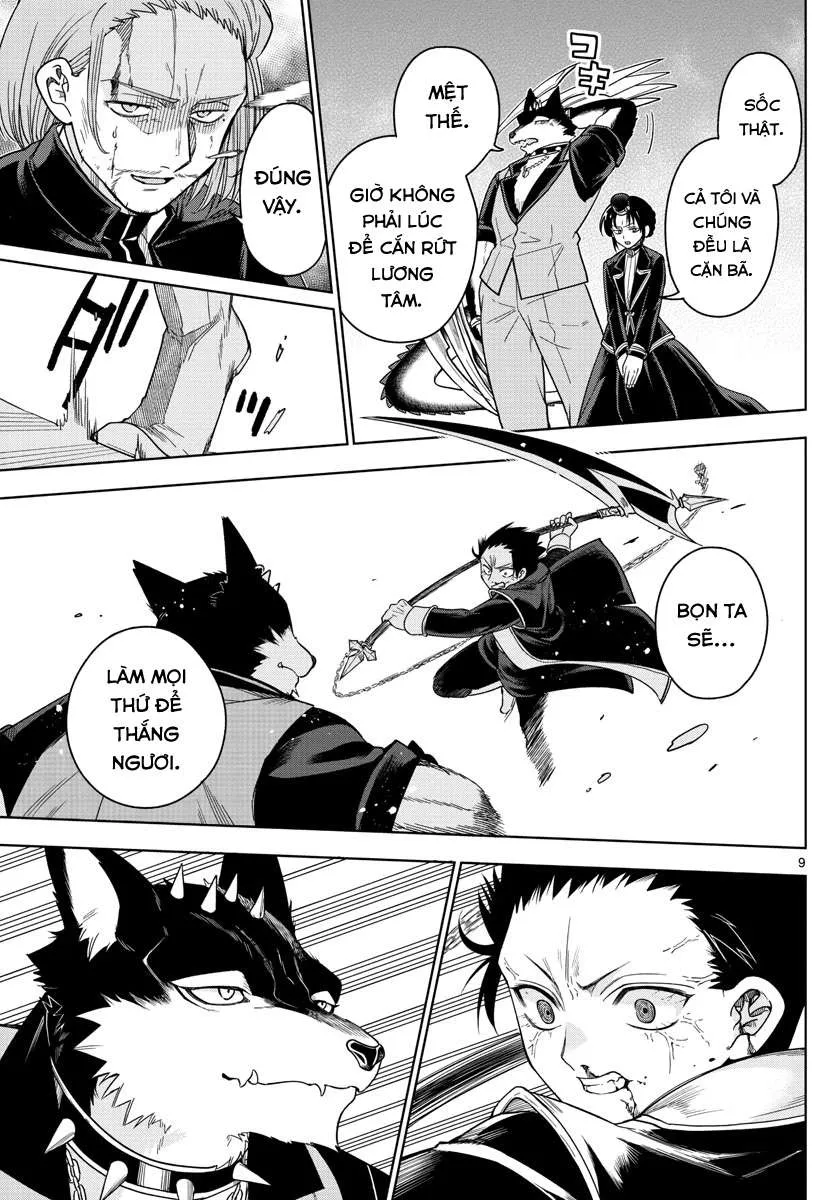 SỐC
THẬT.
CẢ TÔI VÀ
CHÚNG
ĐỀU LÀ
CẶN BÃ.
コキ
MỆT
THẾ.
GIỜ KHÔNG
PHẢI LÚC
ĐỂ CẮN RỨT
LƯƠNG
TÂM.
ĐÚNG
VẬY.
BỌN TA
SẼ...
LÀM MỌI
THỨ ĐỂ
THẮNG
NGƯƠI.
9